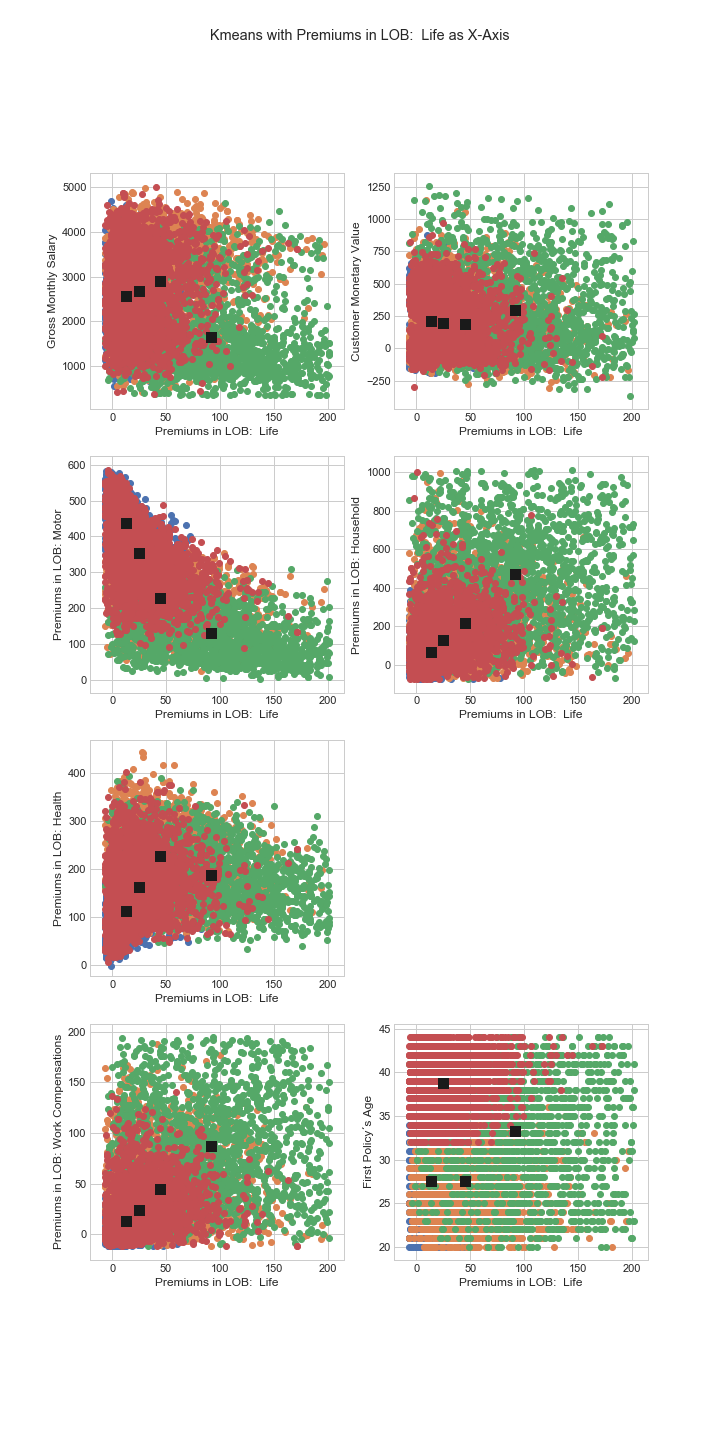 Kmeans with Premiums in LOB:  Life as X-Axis
Gross Monthly Salary
5000
4000
3000
2000
1000
0 50 100 150 200
Premiums in LOB:  Life
Customer Monetary Value
1250
1000
750
500
250
0
−250
0 50 100 150 200
Premiums in LOB:  Life
Premiums in LOB: Motor
600
500
400
300
200
100
0
0 50 100 150 200
Premiums in LOB:  Life
Premiums in LOB: Household
1000
800
600
400
200
0
0 50 100 150 200
Premiums in LOB:  Life
Premiums in LOB: Health
400
300
200
100
0
0 50 100 150 200
Premiums in LOB:  Life
Premiums in LOB: Work Compensations
200
150
100
50
0
0 50 100 150 200
Premiums in LOB:  Life
First Policy´s Age
45
40
35
30
25
20
0 50 100 150 200
Premiums in LOB:  Life